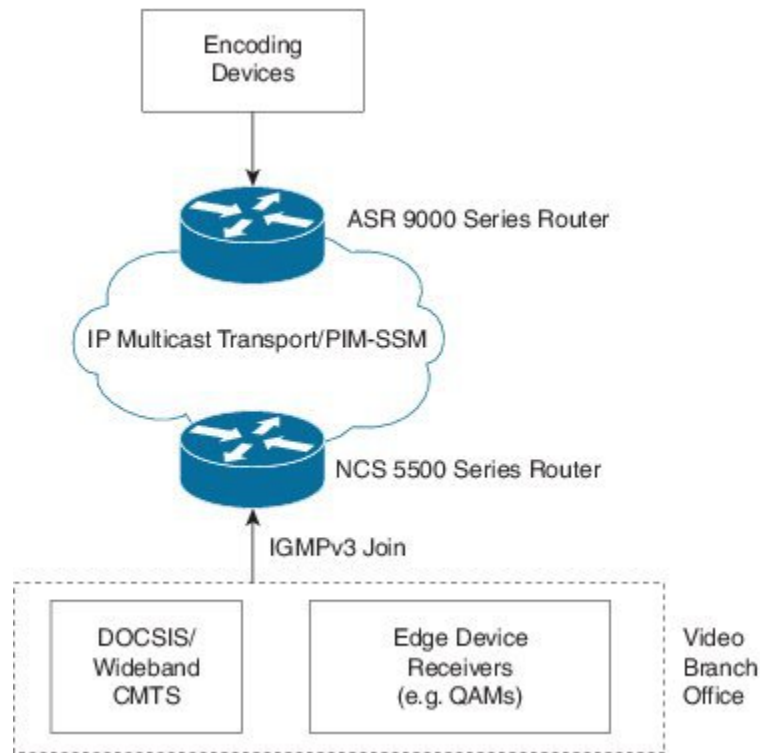 Encoding
Devices
ASR 9000 Series Router
IP Multicast Transport/PIM-SSM
NCS 5500 Series Router
IGMPv3 Join
DOCSIS/
Wideband
CMTS
Edge Device
Receivers
(e.g. QAMs)
Video
Branch
Office